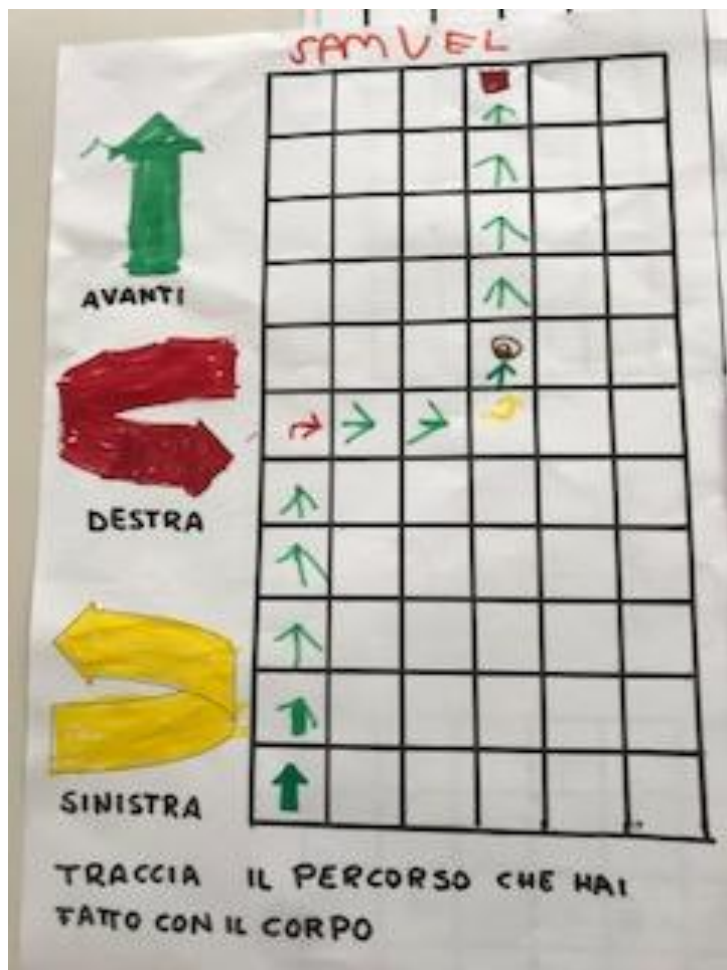 SAMUEL
AVANTI
DESTRA
SINISTRA
TRACCIA IL PERCORSO CHE HAI
FATTO CON IL CORPO